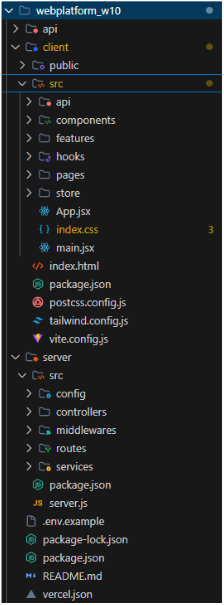 webplatform_w10
api
client
public
src
api
components
features
hooks
pages
store
App.jsx
{ } index.css 3
main.jsx
index.html
package.json
postcss.config.js
tailwind.config.js
vite.config.js
server
src
config
controllers
middlewares
routes
services
package.json
JS server.js
.env.example
package-lock.json
package.json
M↓ README.md
vercel.json